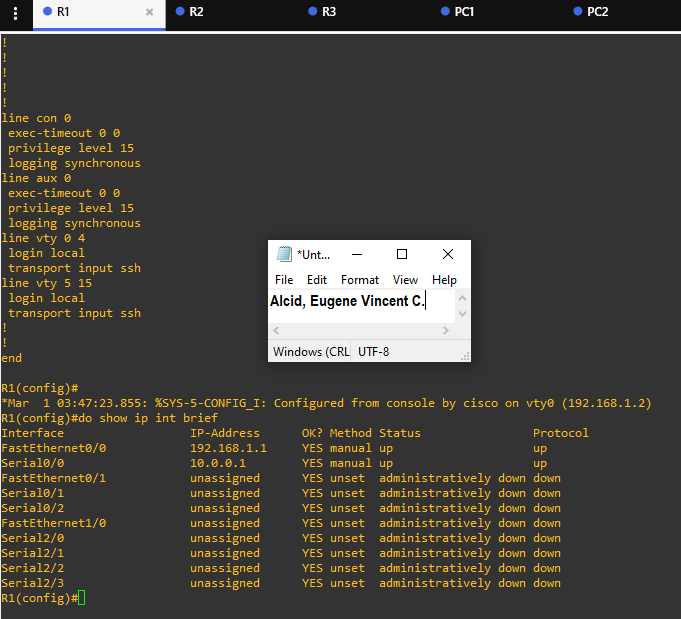 R1 × R2 R3 PC1 PC2
!
!
!
!
!
line con 0
 exec-timeout 0 0
 privilege level 15
 logging synchronous
line aux 0
 exec-timeout 0 0
 privilege level 15
 logging synchronous
line vty 0 4
 login local
 transport input ssh
line vty 5 15
 login local
 transport input ssh
!
!
end
*Unt...
File Edit Format View Help
Alcid, Eugene Vincent C.
Windows (CRL UTF-8
R1(config)#
*Mar  1 03:47:23.855: %SYS-5-CONFIG_I: Configured from console by cisco on vty0 (192.168.1.2)
R1(config)#do show ip int brief
Interface IP-Address OK? Method Status Protocol
FastEthernet0/0 192.168.1.1 YES manual up up
Serial0/0 10.0.0.1 YES manual up up
FastEthernet0/1 unassigned YES unset administratively down down
Serial0/1 unassigned YES unset administratively down down
Serial0/2 unassigned YES unset administratively down down
FastEthernet1/0 unassigned YES unset administratively down down
Serial2/0 unassigned YES unset administratively down down
Serial2/1 unassigned YES unset administratively down down
Serial2/2 unassigned YES unset administratively down down
Serial2/3 unassigned YES unset administratively down down
R1(config)#